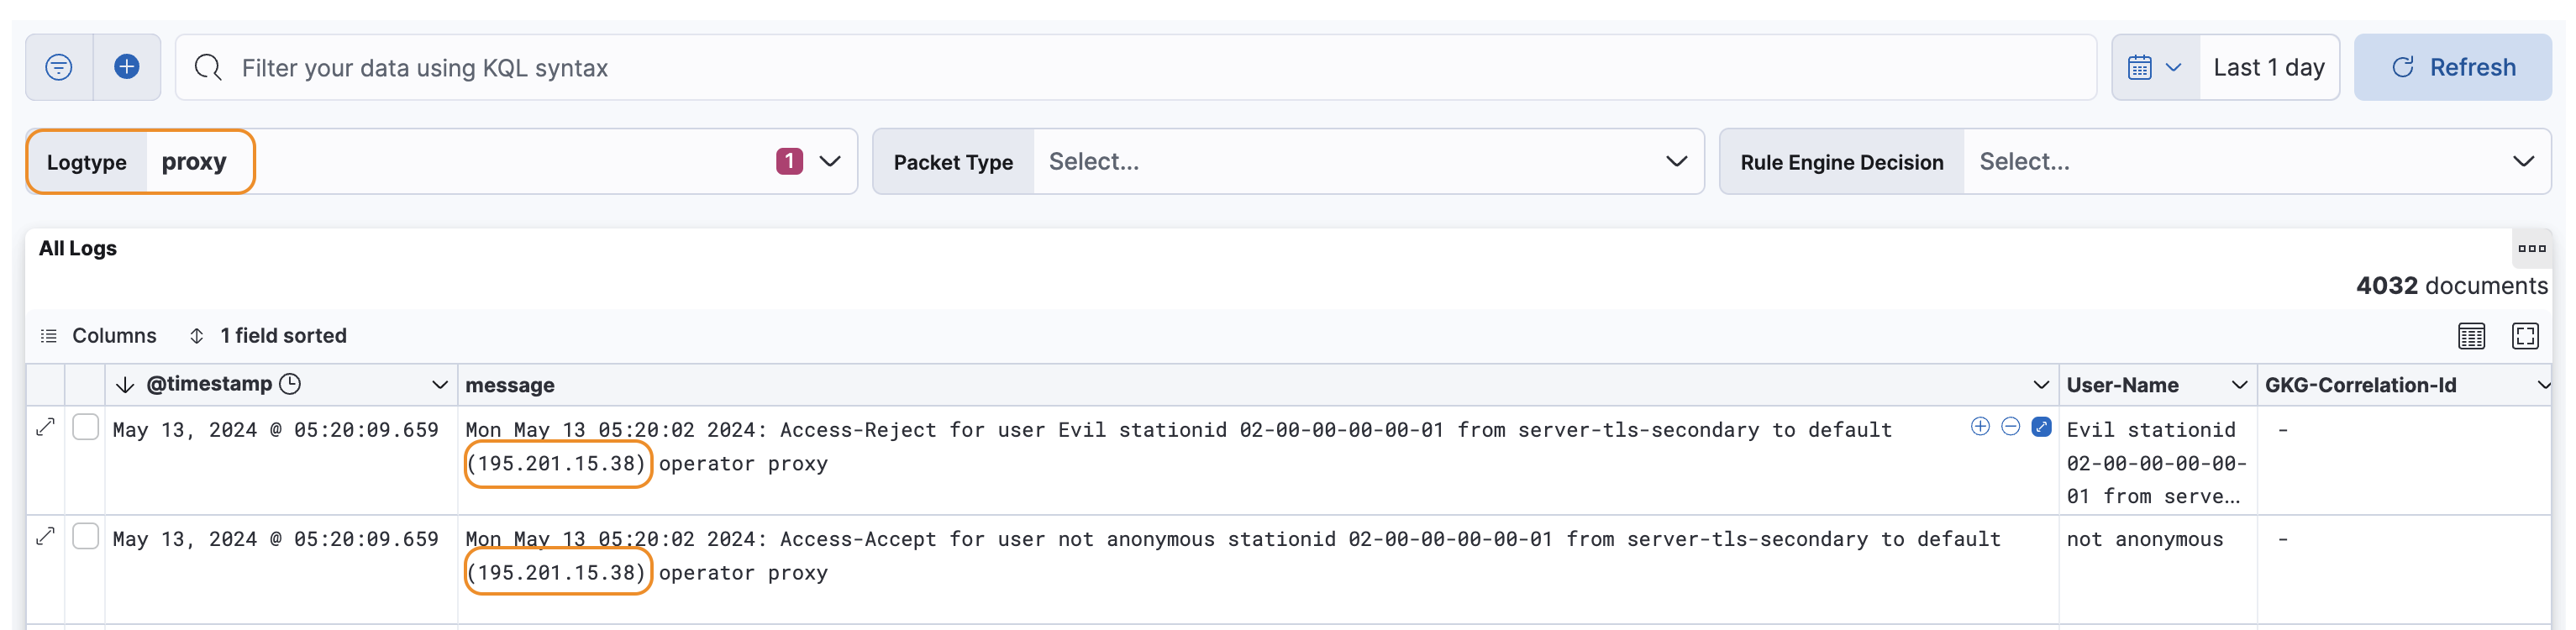 Filter your data using KQL syntax
Last 1 day
Refresh
Logtype proxy 1
Packet Type Select...
Rule Engine Decision Select...
All Logs
4032 documents
Columns 1 field sorted
@timestamp message User-Name GKG-Correlation-Id
May 13, 2024 @ 05:20:09.659
Mon May 13 05:20:02 2024: Access-Reject for user Evil stationid 02-00-00-00-00-01 from server-tls-secondary to default
(195.201.15.38) operator proxy
Evil stationid
02-00-00-00-00-
01 from serve…
-
May 13, 2024 @ 05:20:09.659
Mon May 13 05:20:02 2024: Access-Accept for user not anonymous stationid 02-00-00-00-00-01 from server-tls-secondary to default
(195.201.15.38) operator proxy
not anonymous
-